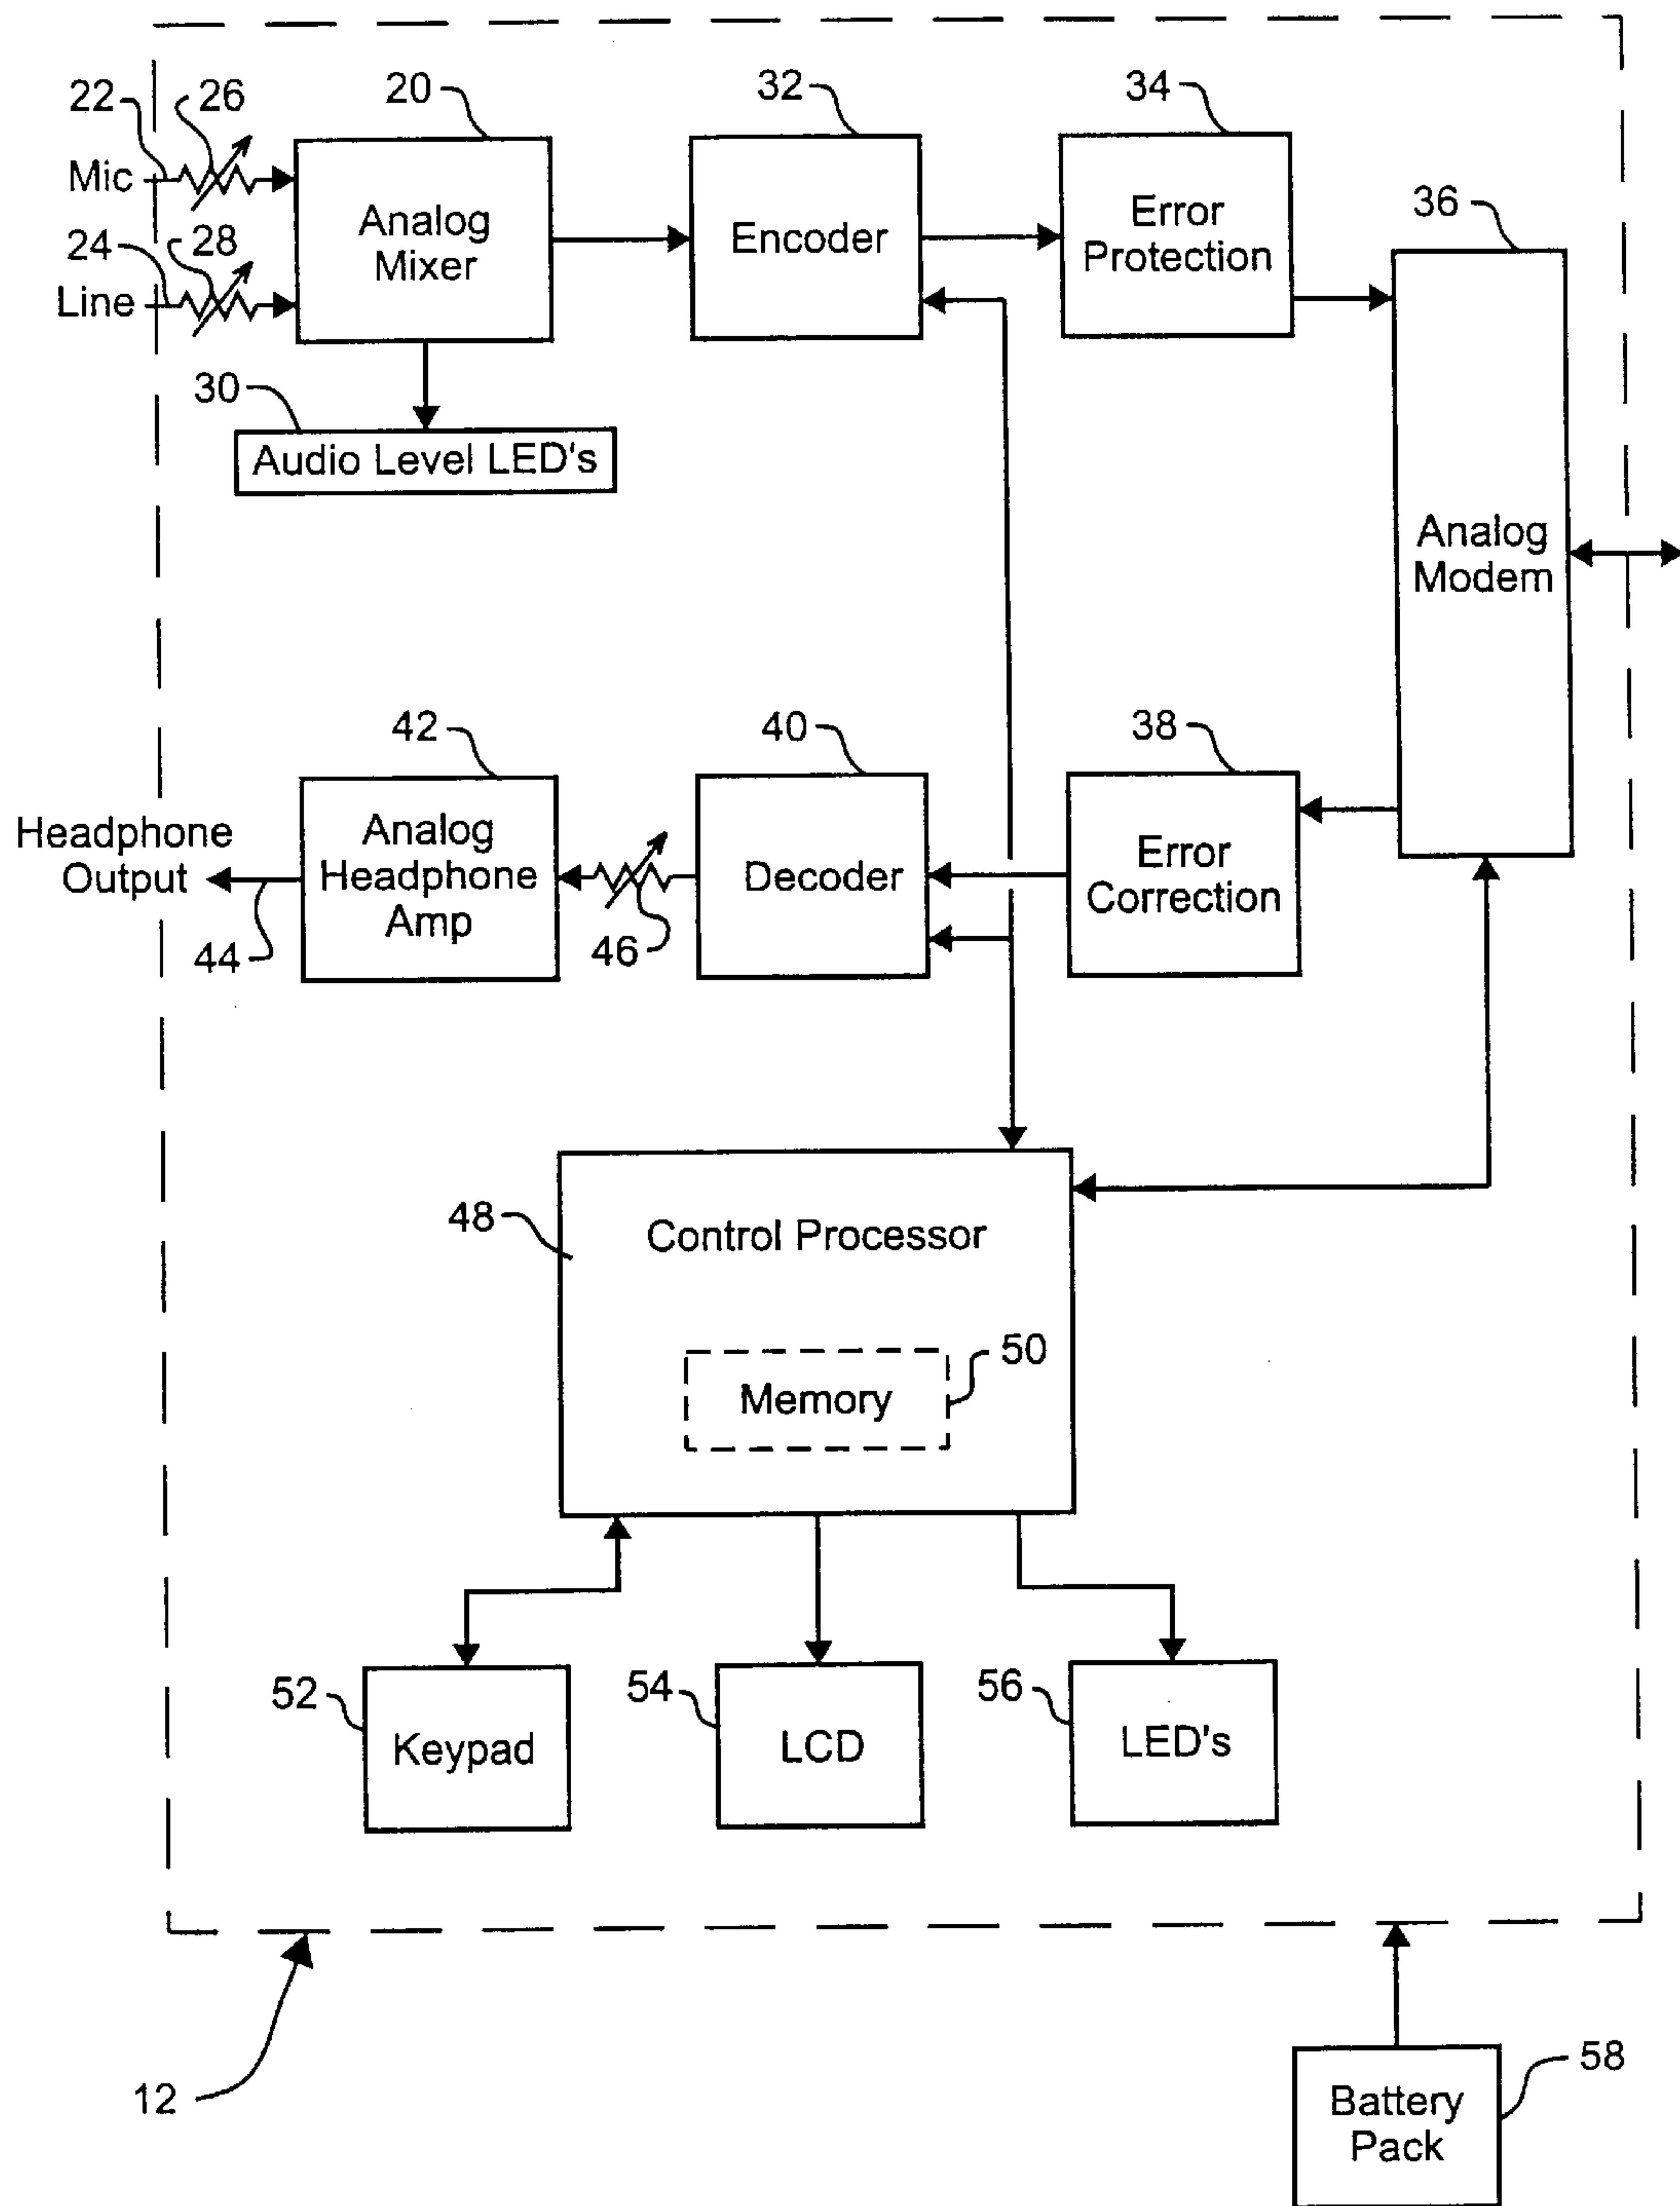 22
26
20
32
34
Mic
Analog
Mixer
Encoder
Error
Protection
36
24
28
Line
30
Audio Level LED's
Analog
Modem
42
40
38
Headphone
Output
Analog
Headphone
Amp
Decoder
Error
Correction
44
46
48
Control Processor
50
Memory
52
54
56
Keypad
LCD
LED's
12
58
Battery
Pack